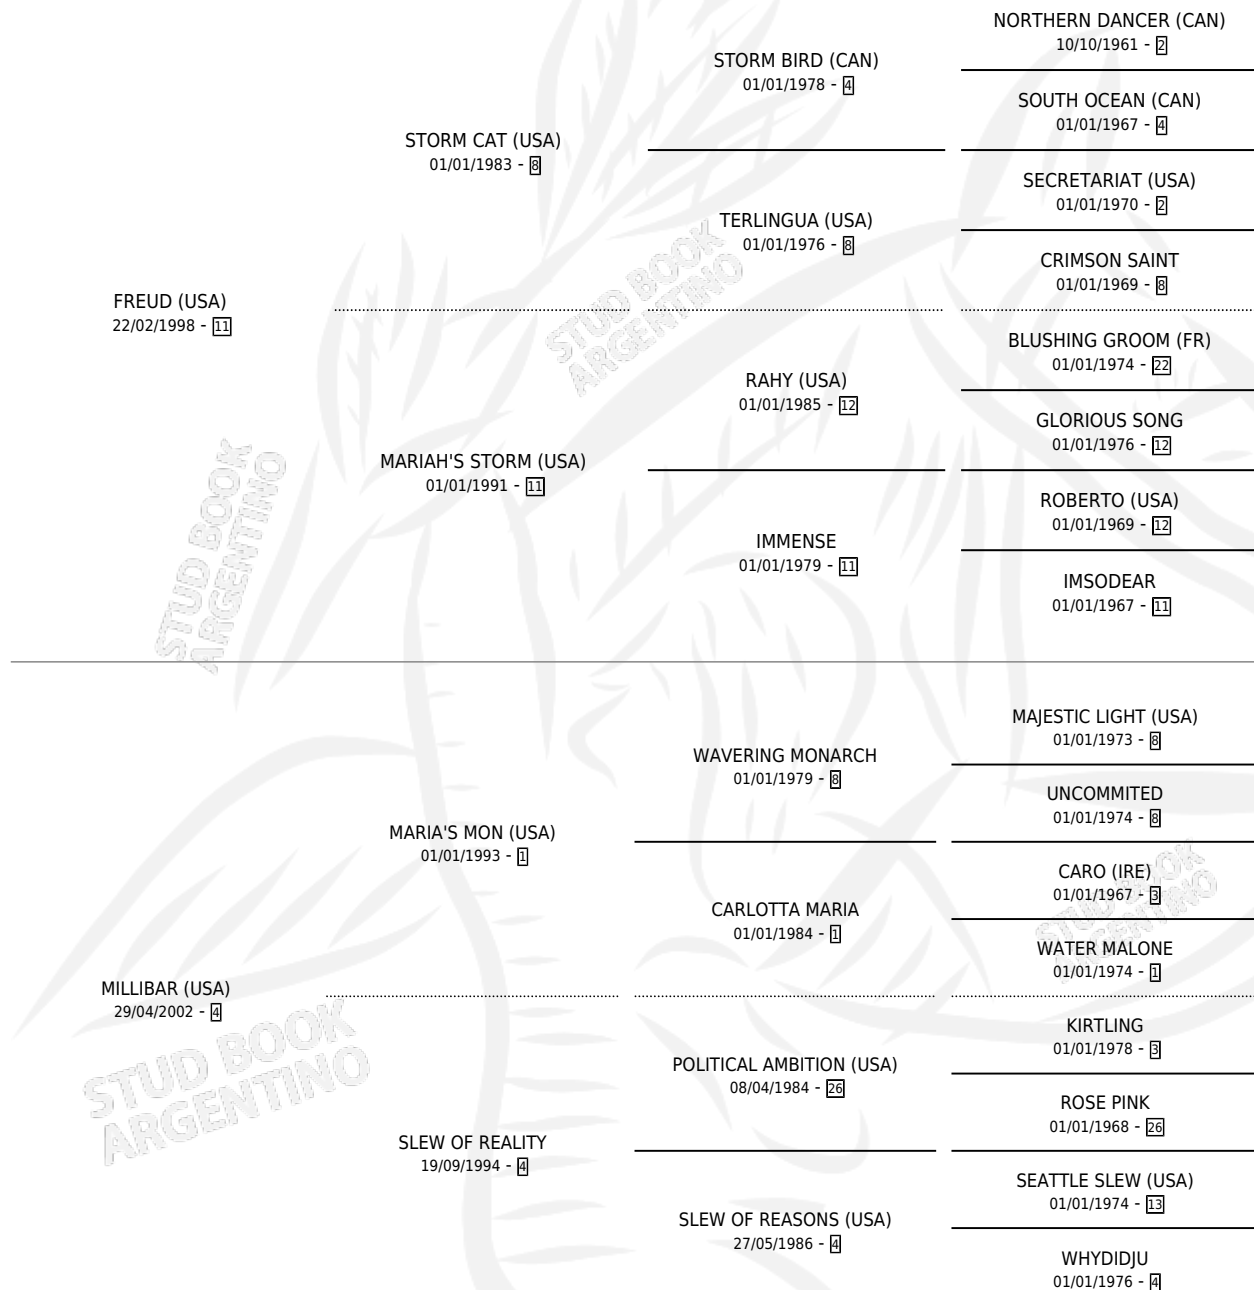 NORTHERN DANCER (CAN)
10/10/1961 - 2
STORM BIRD (CAN)
01/01/1978 - 4
SOUTH OCEAN (CAN)
01/01/1967 - 4
STORM CAT (USA)
01/01/1983 - 8
SECRETARIAT (USA)
01/01/1970 - 2
TERLINGUA (USA)
01/01/1976 - 8
CRIMSON SAINT
01/01/1969 - 8
FREUD (USA)
22/02/1998 - 11
BLUSHING GROOM (FR)
01/01/1974 - 22
RAHY (USA)
01/01/1985 - 12
GLORIOUS SONG
01/01/1976 - 12
MARIAH'S STORM (USA)
01/01/1991 - 11
ROBERTO (USA)
01/01/1969 - 12
IMMENSE
01/01/1979 - 11
IMSODEAR
01/01/1967 - 11
MAJESTIC LIGHT (USA)
01/01/1973 - 8
WAVERING MONARCH
01/01/1979 - 8
UNCOMMITED
01/01/1974 - 8
MARIA'S MON (USA)
01/01/1993 - 1
CARO (IRE)
01/01/1967 - 3
CARLOTTA MARIA
01/01/1984 - 1
WATER MALONE
01/01/1974 - 1
MILLIBAR (USA)
29/04/2002 - 4
KIRTLING
01/01/1978 - 3
POLITICAL AMBITION (USA)
08/04/1984 - 26
ROSE PINK
01/01/1968 - 26
SLEW OF REALITY
19/09/1994 - 4
SEATTLE SLEW (USA)
01/01/1974 - 13
SLEW OF REASONS (USA)
27/05/1986 - 4
WHYDIDJU
01/01/1976 - 4
STUD BOOK
ARGENTINO
STUD BOOK
ARGENTINO
STUD BOOK
ARGENTINO
STUD BOOK
ARGENTINO